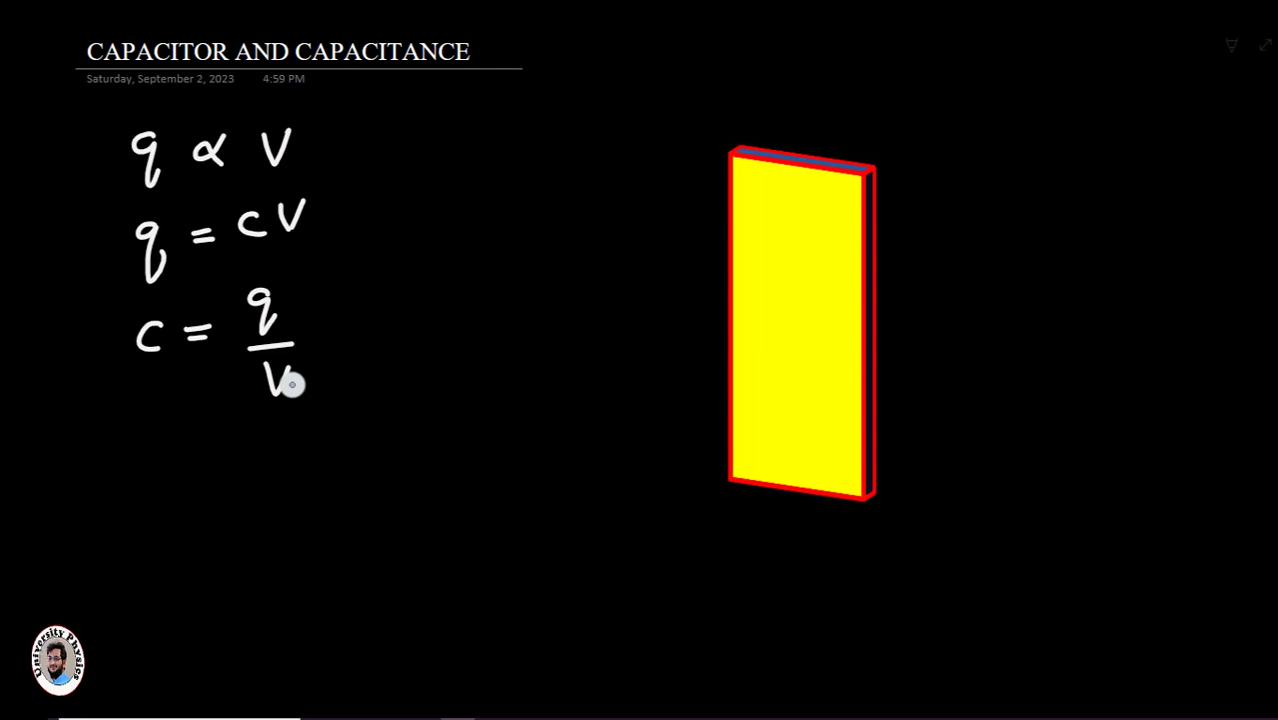 CAPACITOR AND CAPACITANCE
Saturday, September 2, 2023 4:59 PM
q ∝ V
q = cV
c = q/V
University Physics